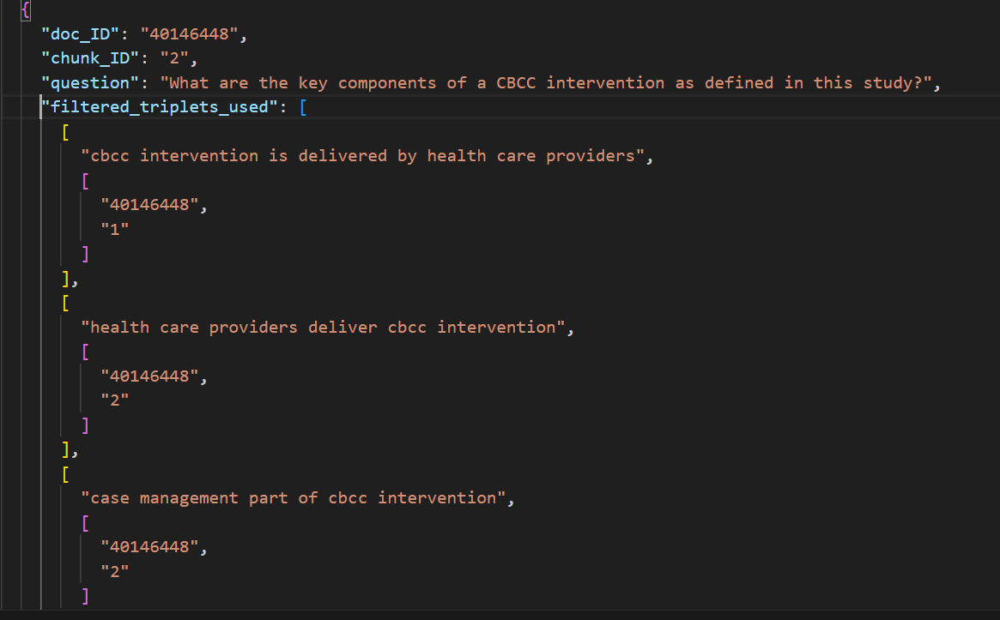 {
"doc_ID": "40146448",
"chunk_ID": "2",
"question": "What are the key components of a CBCC intervention as defined in this study?",
"filtered_triplets_used": [
[
"cbcc intervention is delivered by health care providers",
[
"40146448",
"1"
]
],
[
"health care providers deliver cbcc intervention",
[
"40146448",
"2"
]
],
[
"case management part of cbcc intervention",
[
"40146448",
"2"
]